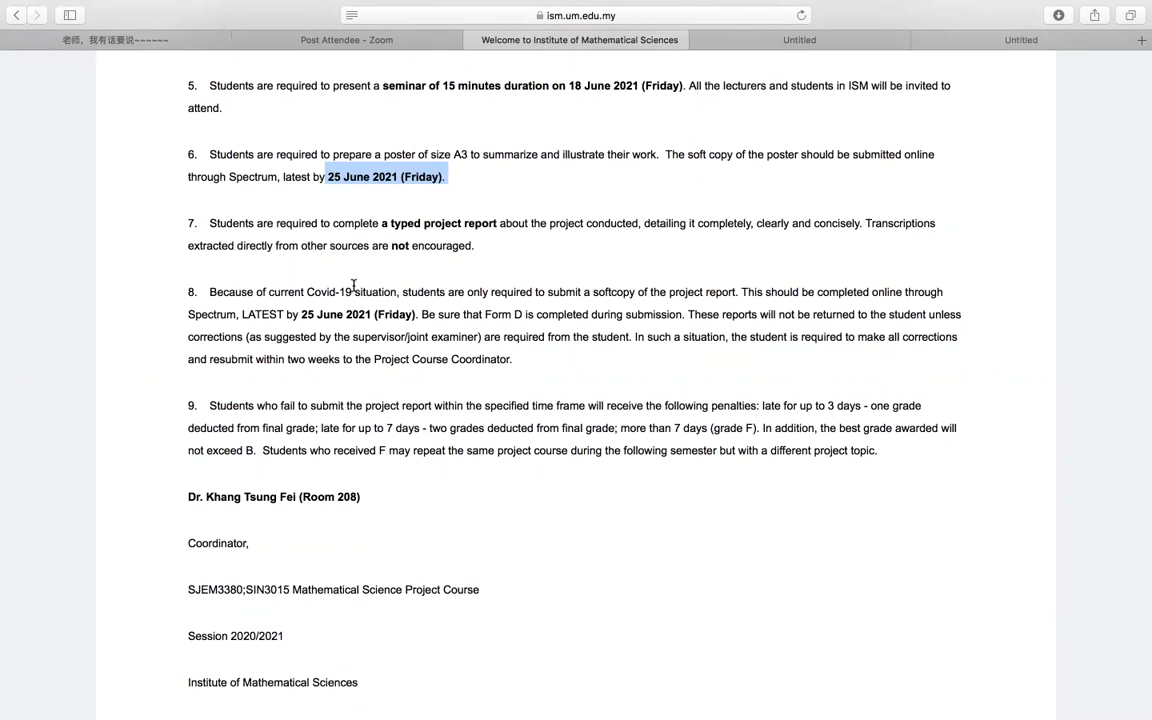 ism.um.edu.my
老师，我有话要说~~~~~~
Post Attendee - Zoom
Welcome to Institute of Mathematical Sciences
Untitled
Untitled
5. Students are required to present a seminar of 15 minutes duration on 18 June 2021 (Friday). All the lecturers and students in ISM will be invited to
attend.
6. Students are required to prepare a poster of size A3 to summarize and illustrate their work. The soft copy of the poster should be submitted online
through Spectrum, latest by 25 June 2021 (Friday).
7. Students are required to complete a typed project report about the project conducted, detailing it completely, clearly and concisely. Transcriptions
extracted directly from other sources are not encouraged.
8. Because of current Covid-19 situation, students are only required to submit a softcopy of the project report. This should be completed online through
Spectrum, LATEST by 25 June 2021 (Friday). Be sure that Form D is completed during submission. These reports will not be returned to the student unless
corrections (as suggested by the supervisor/joint examiner) are required from the student. In such a situation, the student is required to make all corrections
and resubmit within two weeks to the Project Course Coordinator.
9. Students who fail to submit the project report within the specified time frame will receive the following penalties: late for up to 3 days - one grade
deducted from final grade; late for up to 7 days - two grades deducted from final grade; more than 7 days (grade F). In addition, the best grade awarded will
not exceed B. Students who received F may repeat the same project course during the following semester but with a different project topic.
Dr. Khang Tsung Fei (Room 208)
Coordinator,
SJEM3380;SIN3015 Mathematical Science Project Course
Session 2020/2021
Institute of Mathematical Sciences